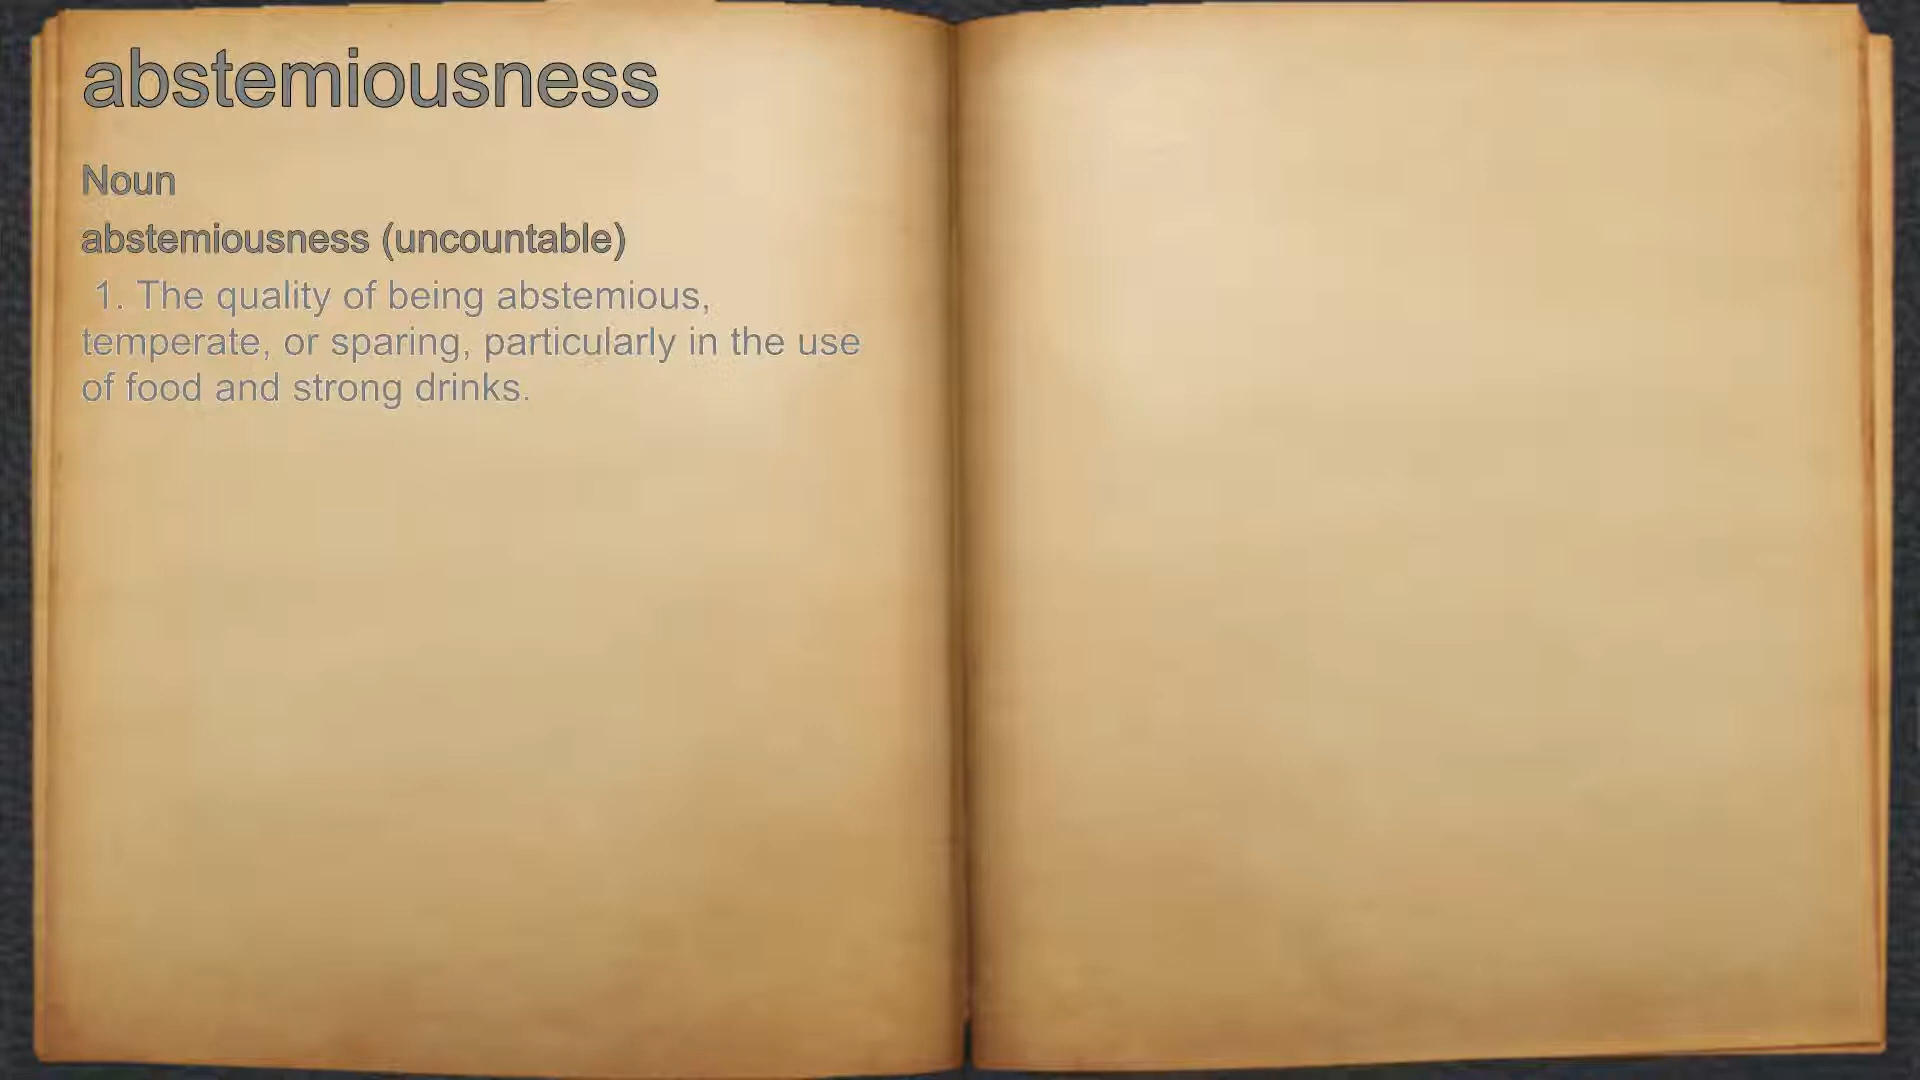 abstemiousness
Noun
abstemiousness (uncountable)
1. The quality of being abstemious,
temperate, or sparing, particularly in the use
of food and strong drinks.